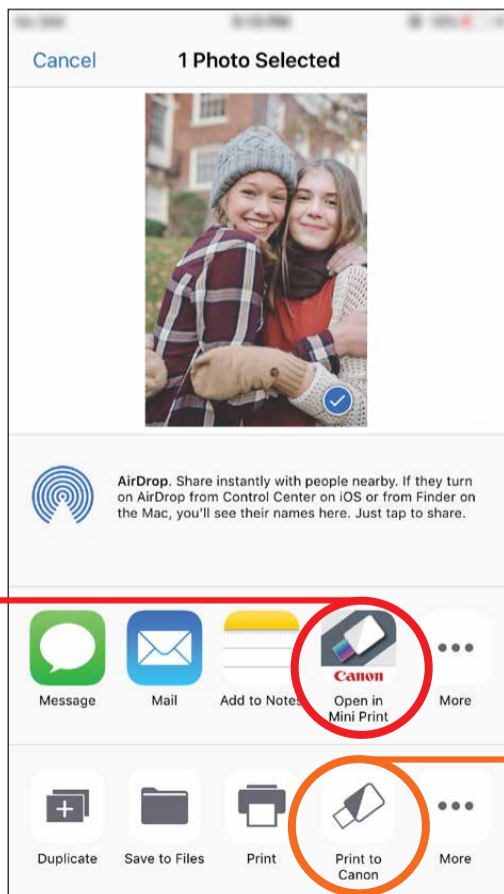 Cancel
1 Photo Selected
AirDrop. Share instantly with people nearby. If they turn
on AirDrop from Control Center on iOS or from Finder on
the Mac, you'll see their names here. Just tap to share.
Canon
Message
Mail
Add to Notes
Open in
Mini Print
More
Duplicate
Save to Files
Print
Print to
Canon
More